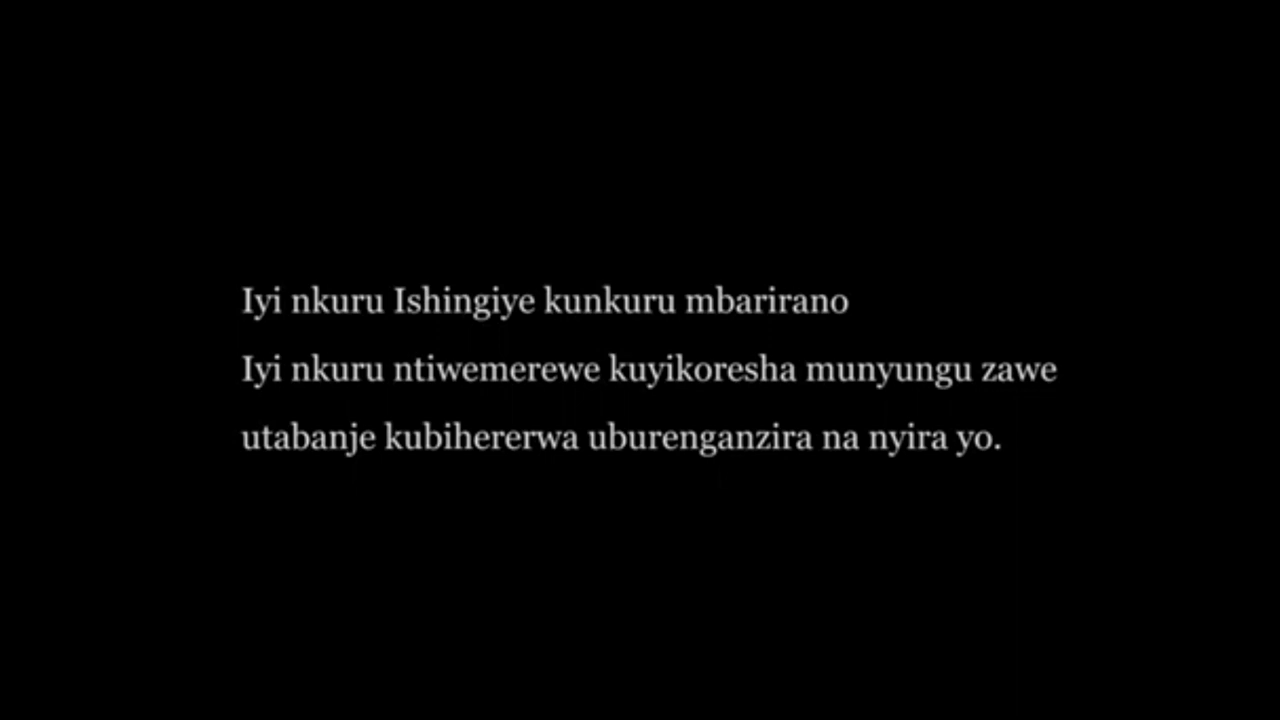 Iyi nkuru Ishingiye kunkuru mbarirano
Iyi nkuru ntiwemerewe kuyikoresha munyungu zawe
utabanje kubihererwa uburenganzira na nyira yo.